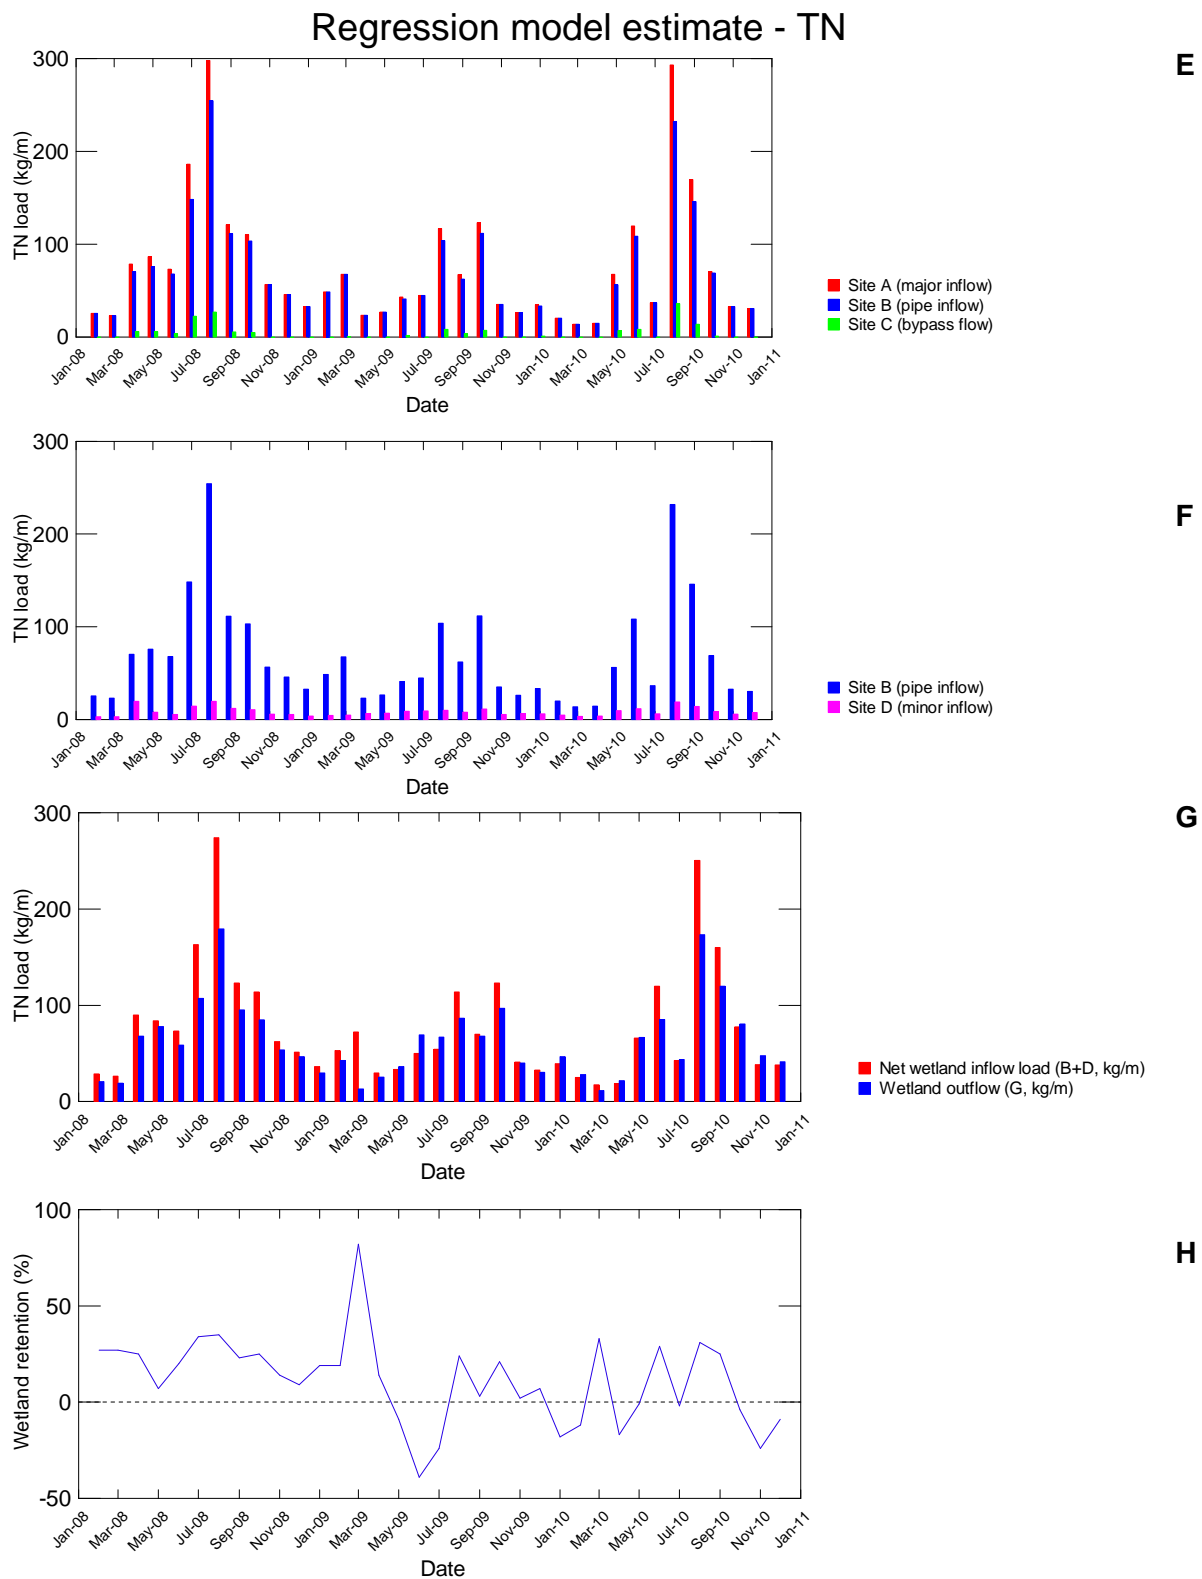 Regression model estimate - TN
E
300
200
100
0
TN load (kg/m)
Jan-08
Mar-08
May-08
Jul-08
Sep-08
Nov-08
Jan-09
Mar-09
May-09
Jul-09
Sep-09
Nov-09
Jan-10
Mar-10
May-10
Jul-10
Sep-10
Nov-10
Jan-11
Date
Site A (major inflow)
Site B (pipe inflow)
Site C (bypass flow)
F
300
200
100
0
TN load (kg/m)
Jan-08
Mar-08
May-08
Jul-08
Sep-08
Nov-08
Jan-09
Mar-09
May-09
Jul-09
Sep-09
Nov-09
Jan-10
Mar-10
May-10
Jul-10
Sep-10
Nov-10
Jan-11
Date
Site B (pipe inflow)
Site D (minor inflow)
G
300
200
100
0
TN load (kg/m)
Jan-08
Mar-08
May-08
Jul-08
Sep-08
Nov-08
Jan-09
Mar-09
May-09
Jul-09
Sep-09
Nov-09
Jan-10
Mar-10
May-10
Jul-10
Sep-10
Nov-10
Jan-11
Date
Net wetland inflow load (B+D, kg/m)
Wetland outflow (G, kg/m)
H
100
50
0
-50
Wetland retention (%)
Jan-08
Mar-08
May-08
Jul-08
Sep-08
Nov-08
Jan-09
Mar-09
May-09
Jul-09
Sep-09
Nov-09
Jan-10
Mar-10
May-10
Jul-10
Sep-10
Nov-10
Jan-11
Date